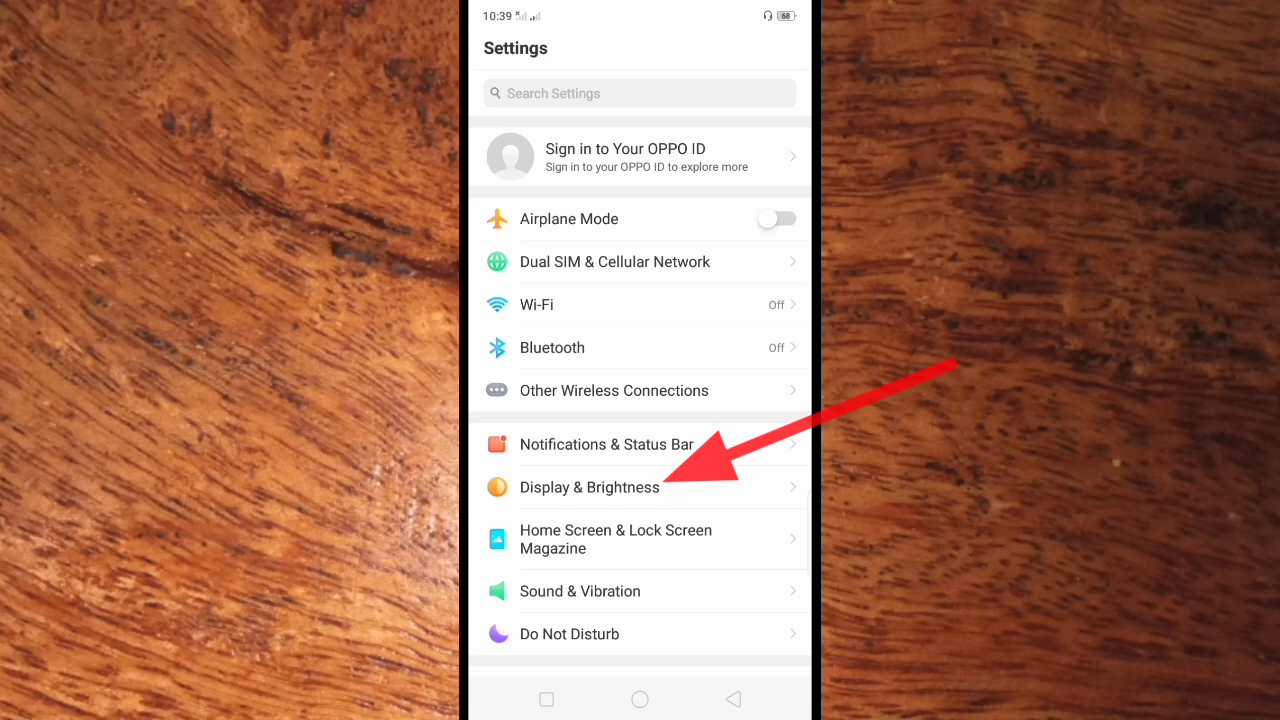 10:39
68
Settings
Search Settings
Sign in to Your OPPO ID
Sign in to your OPPO ID to explore more
Airplane Mode
Dual SIM & Cellular Network
Wi-Fi
Off
Bluetooth
Off
Other Wireless Connections
Notifications & Status Bar
Display & Brightness
Home Screen & Lock Screen
Magazine
Sound & Vibration
Do Not Disturb